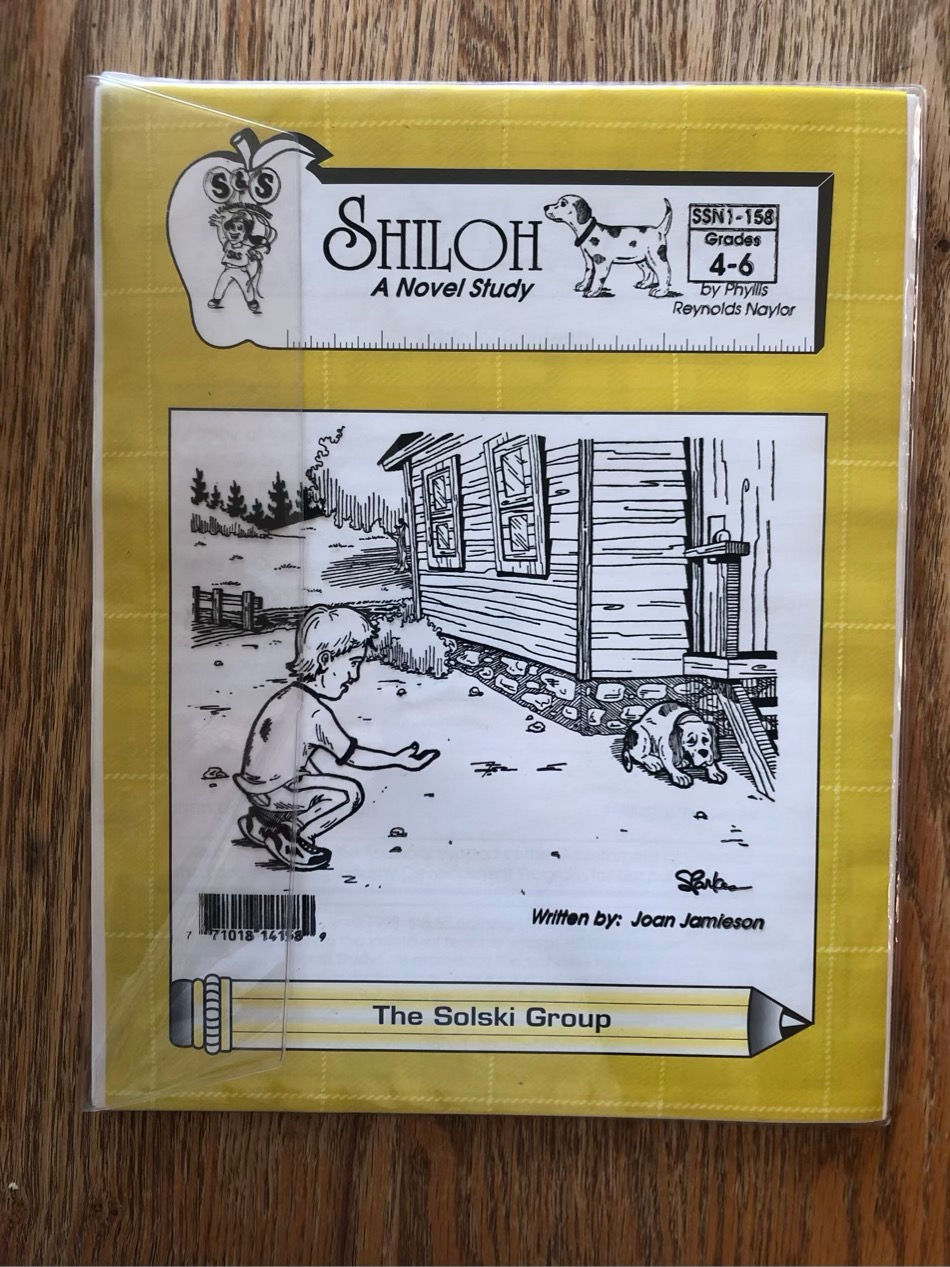 S&S
SHILOH
A Novel Study
SSN1-158
Grades
4-6
by Phyllis
Reynolds Naylor
Written by: Joan Jamieson
The Solski Group